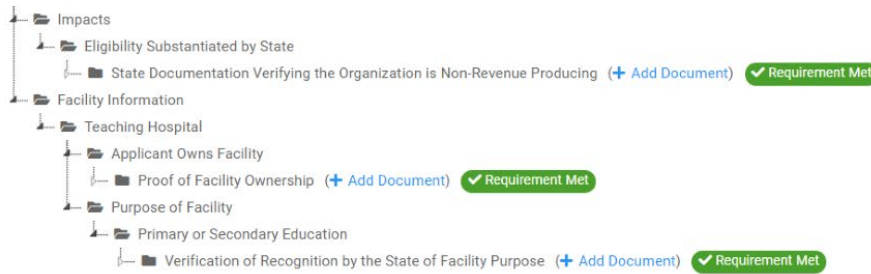 Impacts
Eligibility Substantiated by State
State Documentation Verifying the Organization is Non-Revenue Producing (+ Add Document) ✔ Requirement Met
Facility Information
Teaching Hospital
Applicant Owns Facility
Proof of Facility Ownership (+ Add Document) ✔ Requirement Met
Purpose of Facility
Primary or Secondary Education
Verification of Recognition by the State of Facility Purpose (+ Add Document) ✔ Requirement Met